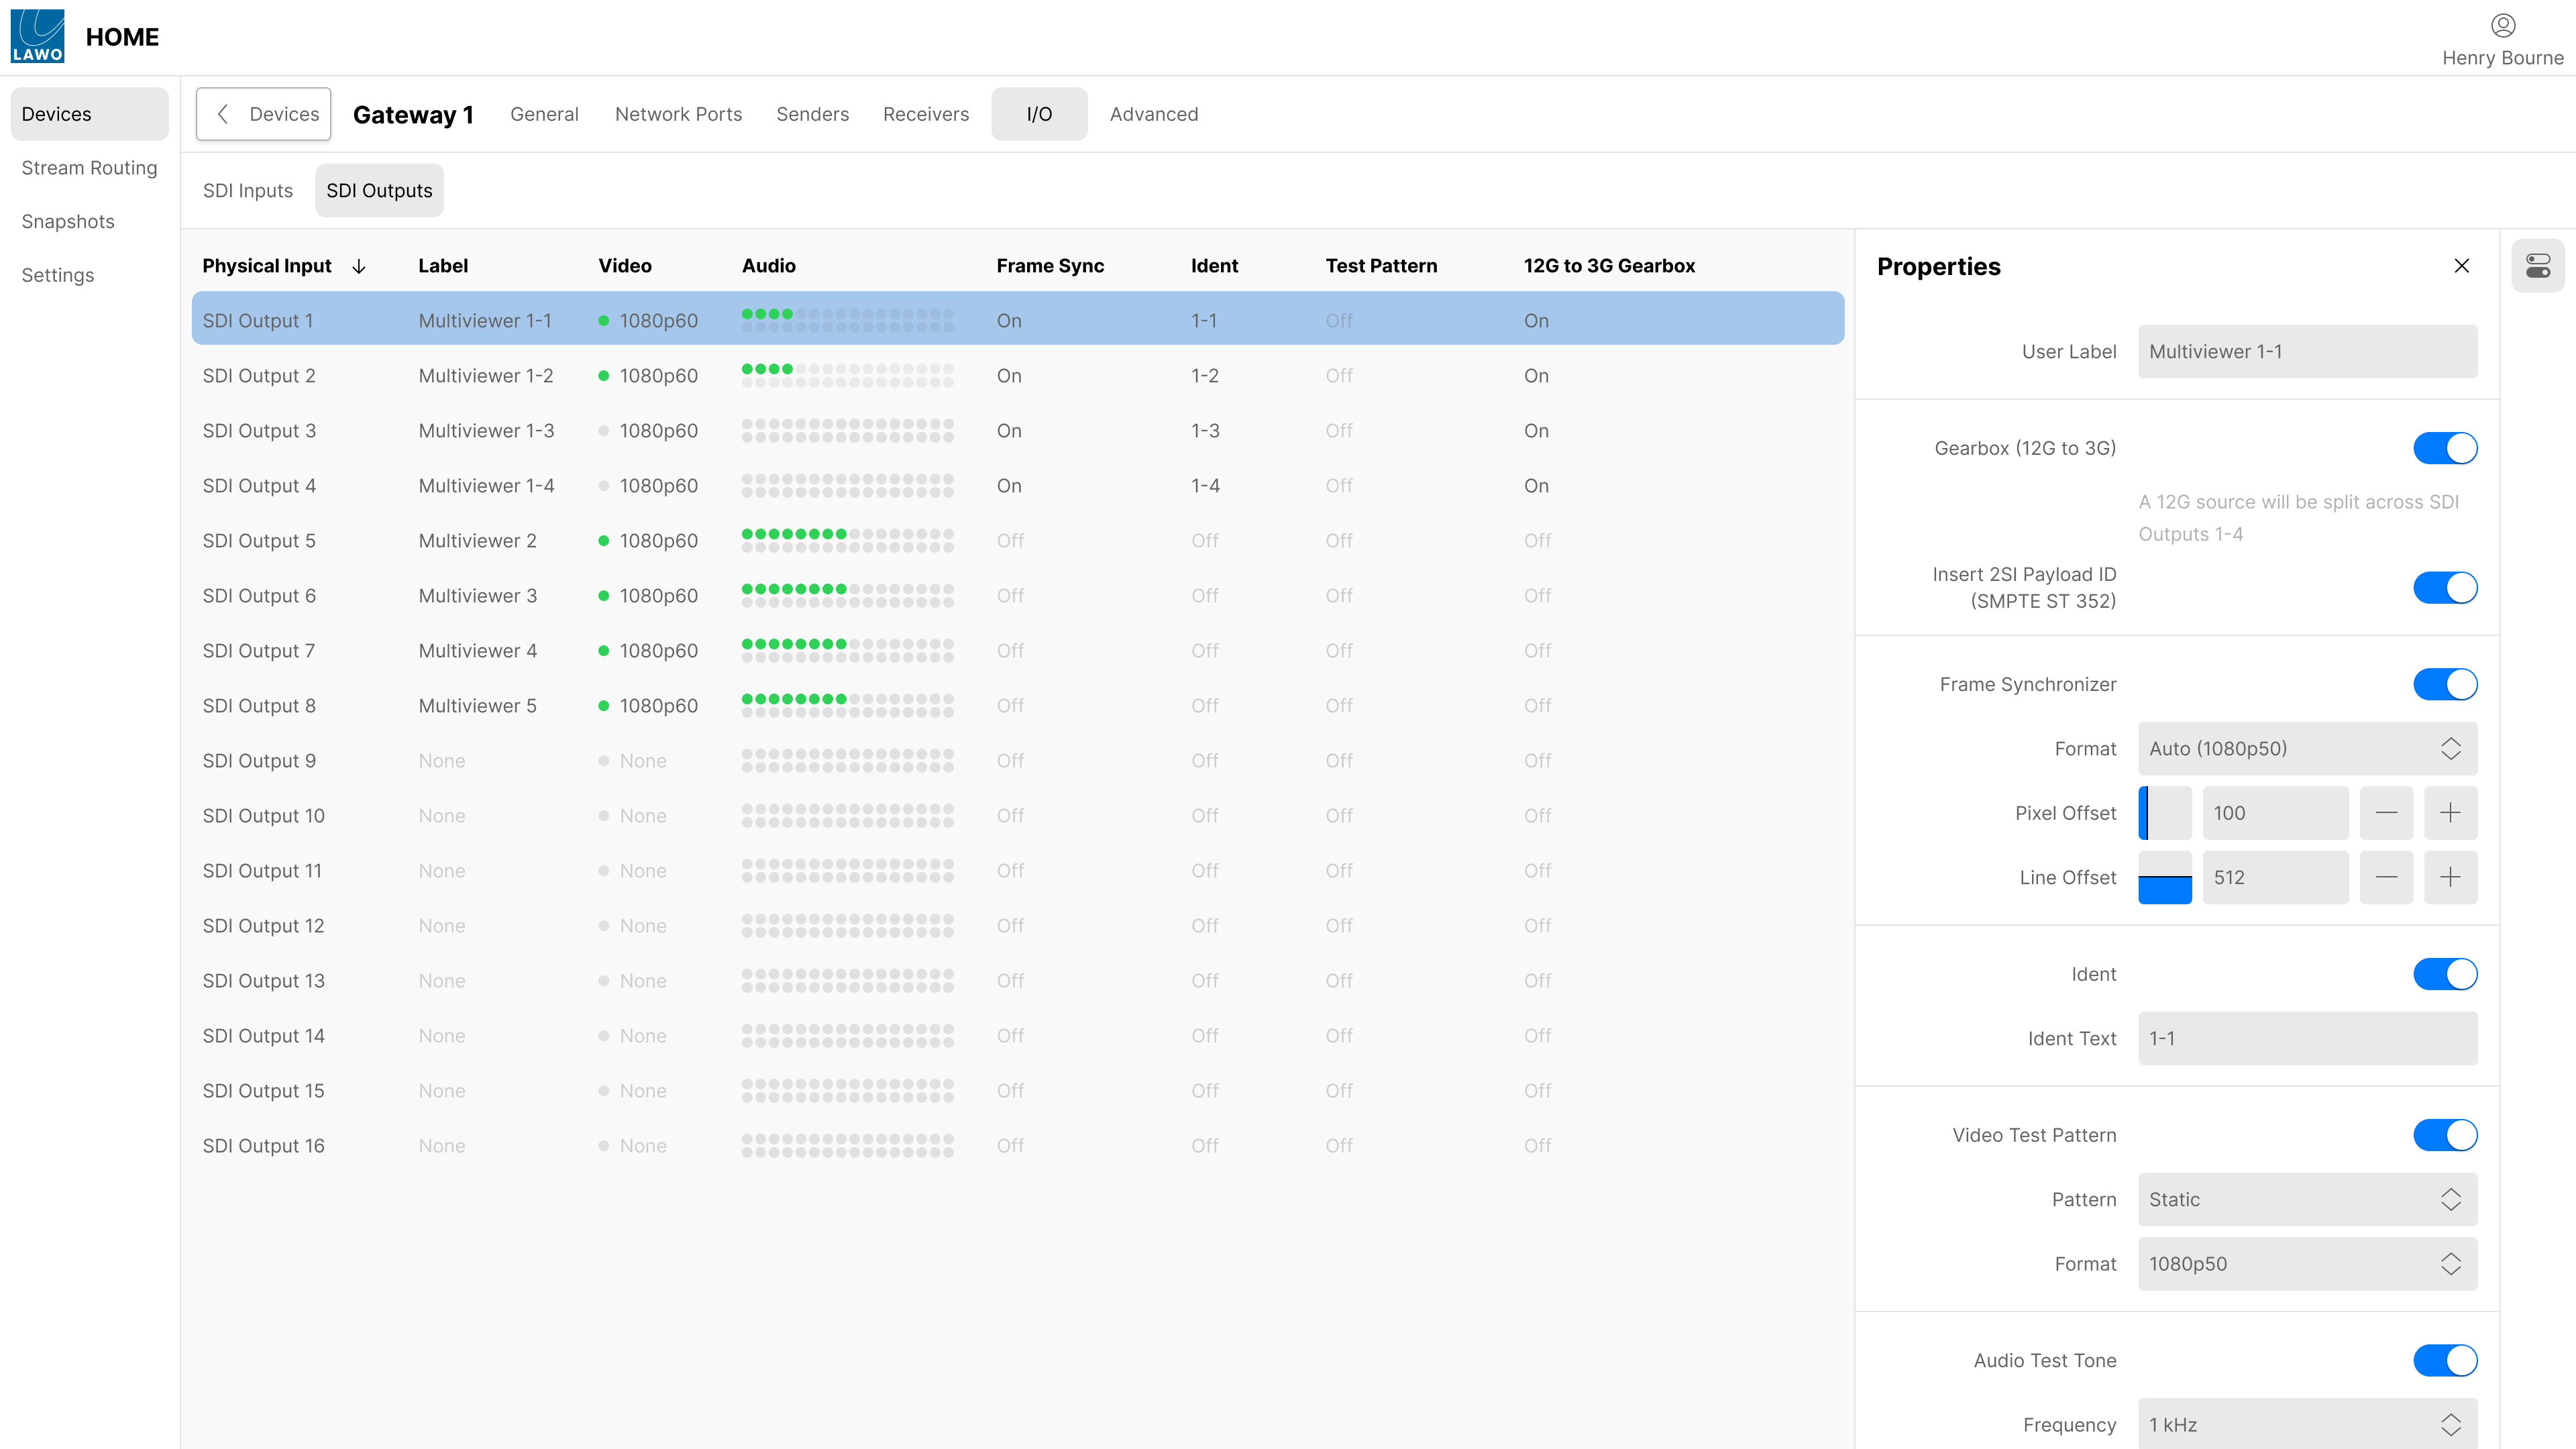 LAWO
HOME
Henry Bourne
Devices
Stream Routing
Snapshots
Settings
Devices
Gateway 1
General
Network Ports
Senders
Receivers
I/O
Advanced
SDI Inputs
SDI Outputs
Physical Input Label Video Audio Frame Sync Ident Test Pattern 12G to 3G Gearbox
SDI Output 1 Multiviewer 1-1 1080p60 On 1-1 Off On
SDI Output 2 Multiviewer 1-2 1080p60 On 1-2 Off On
SDI Output 3 Multiviewer 1-3 1080p60 On 1-3 Off On
SDI Output 4 Multiviewer 1-4 1080p60 On 1-4 Off On
SDI Output 5 Multiviewer 2 1080p60 Off Off Off Off
SDI Output 6 Multiviewer 3 1080p60 Off Off Off Off
SDI Output 7 Multiviewer 4 1080p60 Off Off Off Off
SDI Output 8 Multiviewer 5 1080p60 Off Off Off Off
SDI Output 9 None None Off Off Off Off
SDI Output 10 None None Off Off Off Off
SDI Output 11 None None Off Off Off Off
SDI Output 12 None None Off Off Off Off
SDI Output 13 None None Off Off Off Off
SDI Output 14 None None Off Off Off Off
SDI Output 15 None None Off Off Off Off
SDI Output 16 None None Off Off Off Off
Properties
User Label Multiviewer 1-1
Gearbox (12G to 3G)
A 12G source will be split across SDI
Outputs 1-4
Insert 2SI Payload ID
(SMPTE ST 352)
Frame Synchronizer
Format Auto (1080p50)
Pixel Offset 100
Line Offset 512
Ident
Ident Text 1-1
Video Test Pattern
Pattern Static
Format 1080p50
Audio Test Tone
Frequency 1 kHz